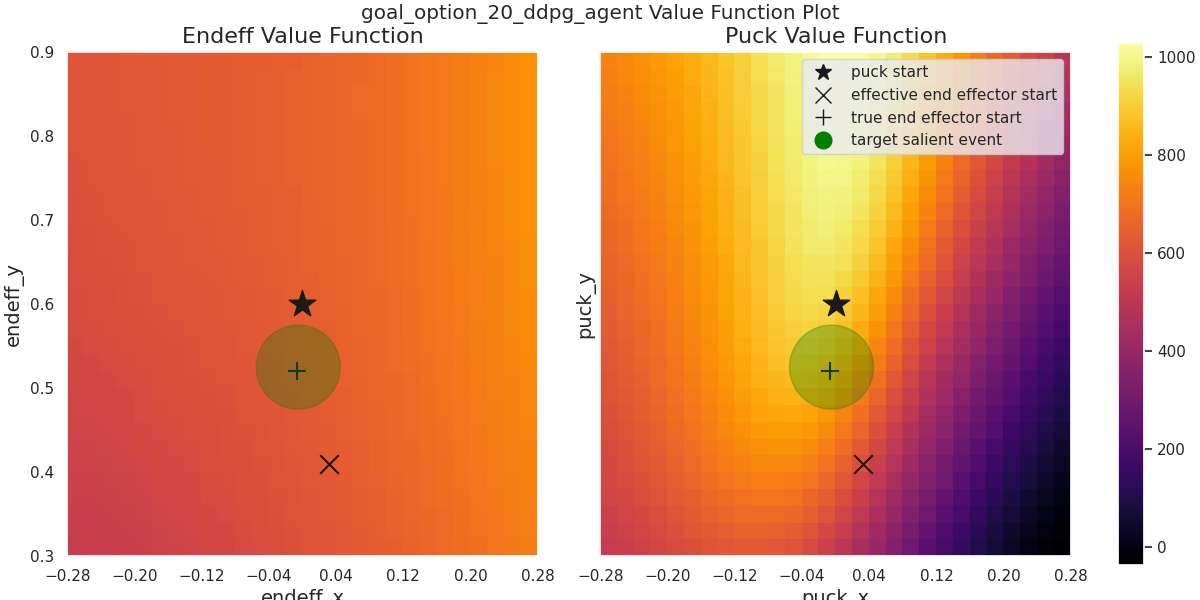 goal_option_20_ddpg_agent Value Function Plot
Endeff Value Function
Puck Value Function
puck start
effective end effector start
true end effector start
target salient event
endeff_y
0.9
0.8
0.7
0.6
0.5
0.4
0.3
−0.28 −0.20 −0.12 −0.04 0.04 0.12 0.20 0.28
endeff_x
puck_y
−0.28 −0.20 −0.12 −0.04 0.04 0.12 0.20 0.28
puck_x
1000
800
600
400
200
0